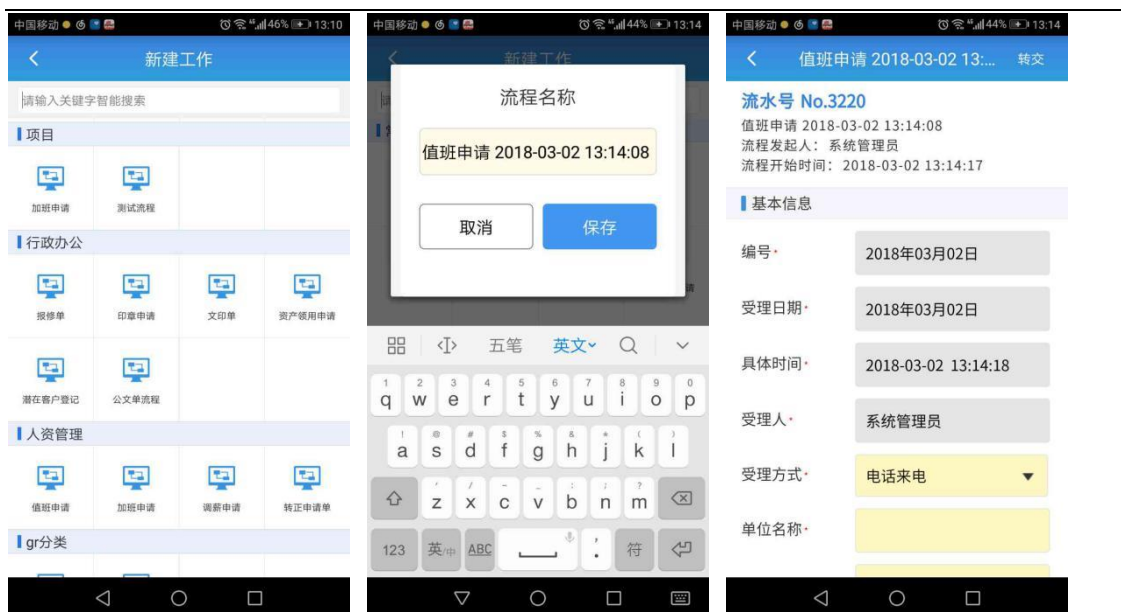 中国移动 46% 13:10
新建工作
请输入关键字智能搜索
项目
加班申请 测试流程
行政办公
报修单 印章申请 文印单 资产领用申请
潜在客户登记 公文单流程
人资管理
值班申请 加班申请 调薪申请 转正申请单
gr分类
中国移动 44% 13:14
新建工作
流程名称
值班申请 2018-03-02 13:14:08
取消 保存
五笔 英文
1 2 3 4 5 6 7 8 9 0
q w e r t y u i o p
a s d f g h j k l
z x c v b n m
123 英/中 ABC 符
中国移动 44% 13:14
值班申请 2018-03-02 13:... 转交
流水号 No.3220
值班申请 2018-03-02 13:14:08
流程发起人： 系统管理员
流程开始时间： 2018-03-02 13:14:17
基本信息
编号 2018年03月02日
受理日期 2018年03月02日
具体时间 2018-03-02 13:14:18
受理人 系统管理员
受理方式 电话来电
单位名称